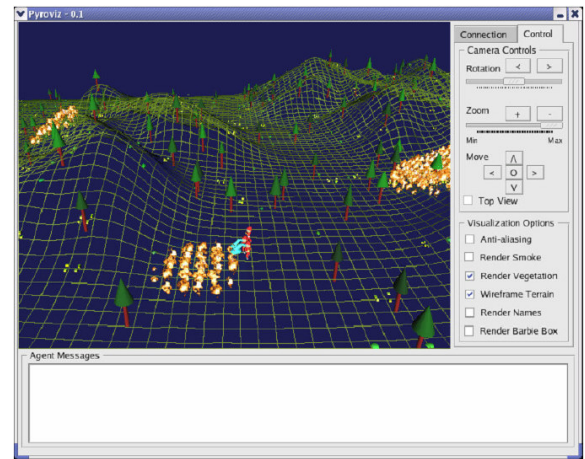 Pyroviz - 0.1
Connection
Control
Camera Controls
Rotation < >
Zoom + -
Min Max
Move /\
< O >
V
Top View
Visualization Options
Anti-aliasing
Render Smoke
Render Vegetation
Wireframe Terrain
Render Names
Render Barbie Box
Agent Messages